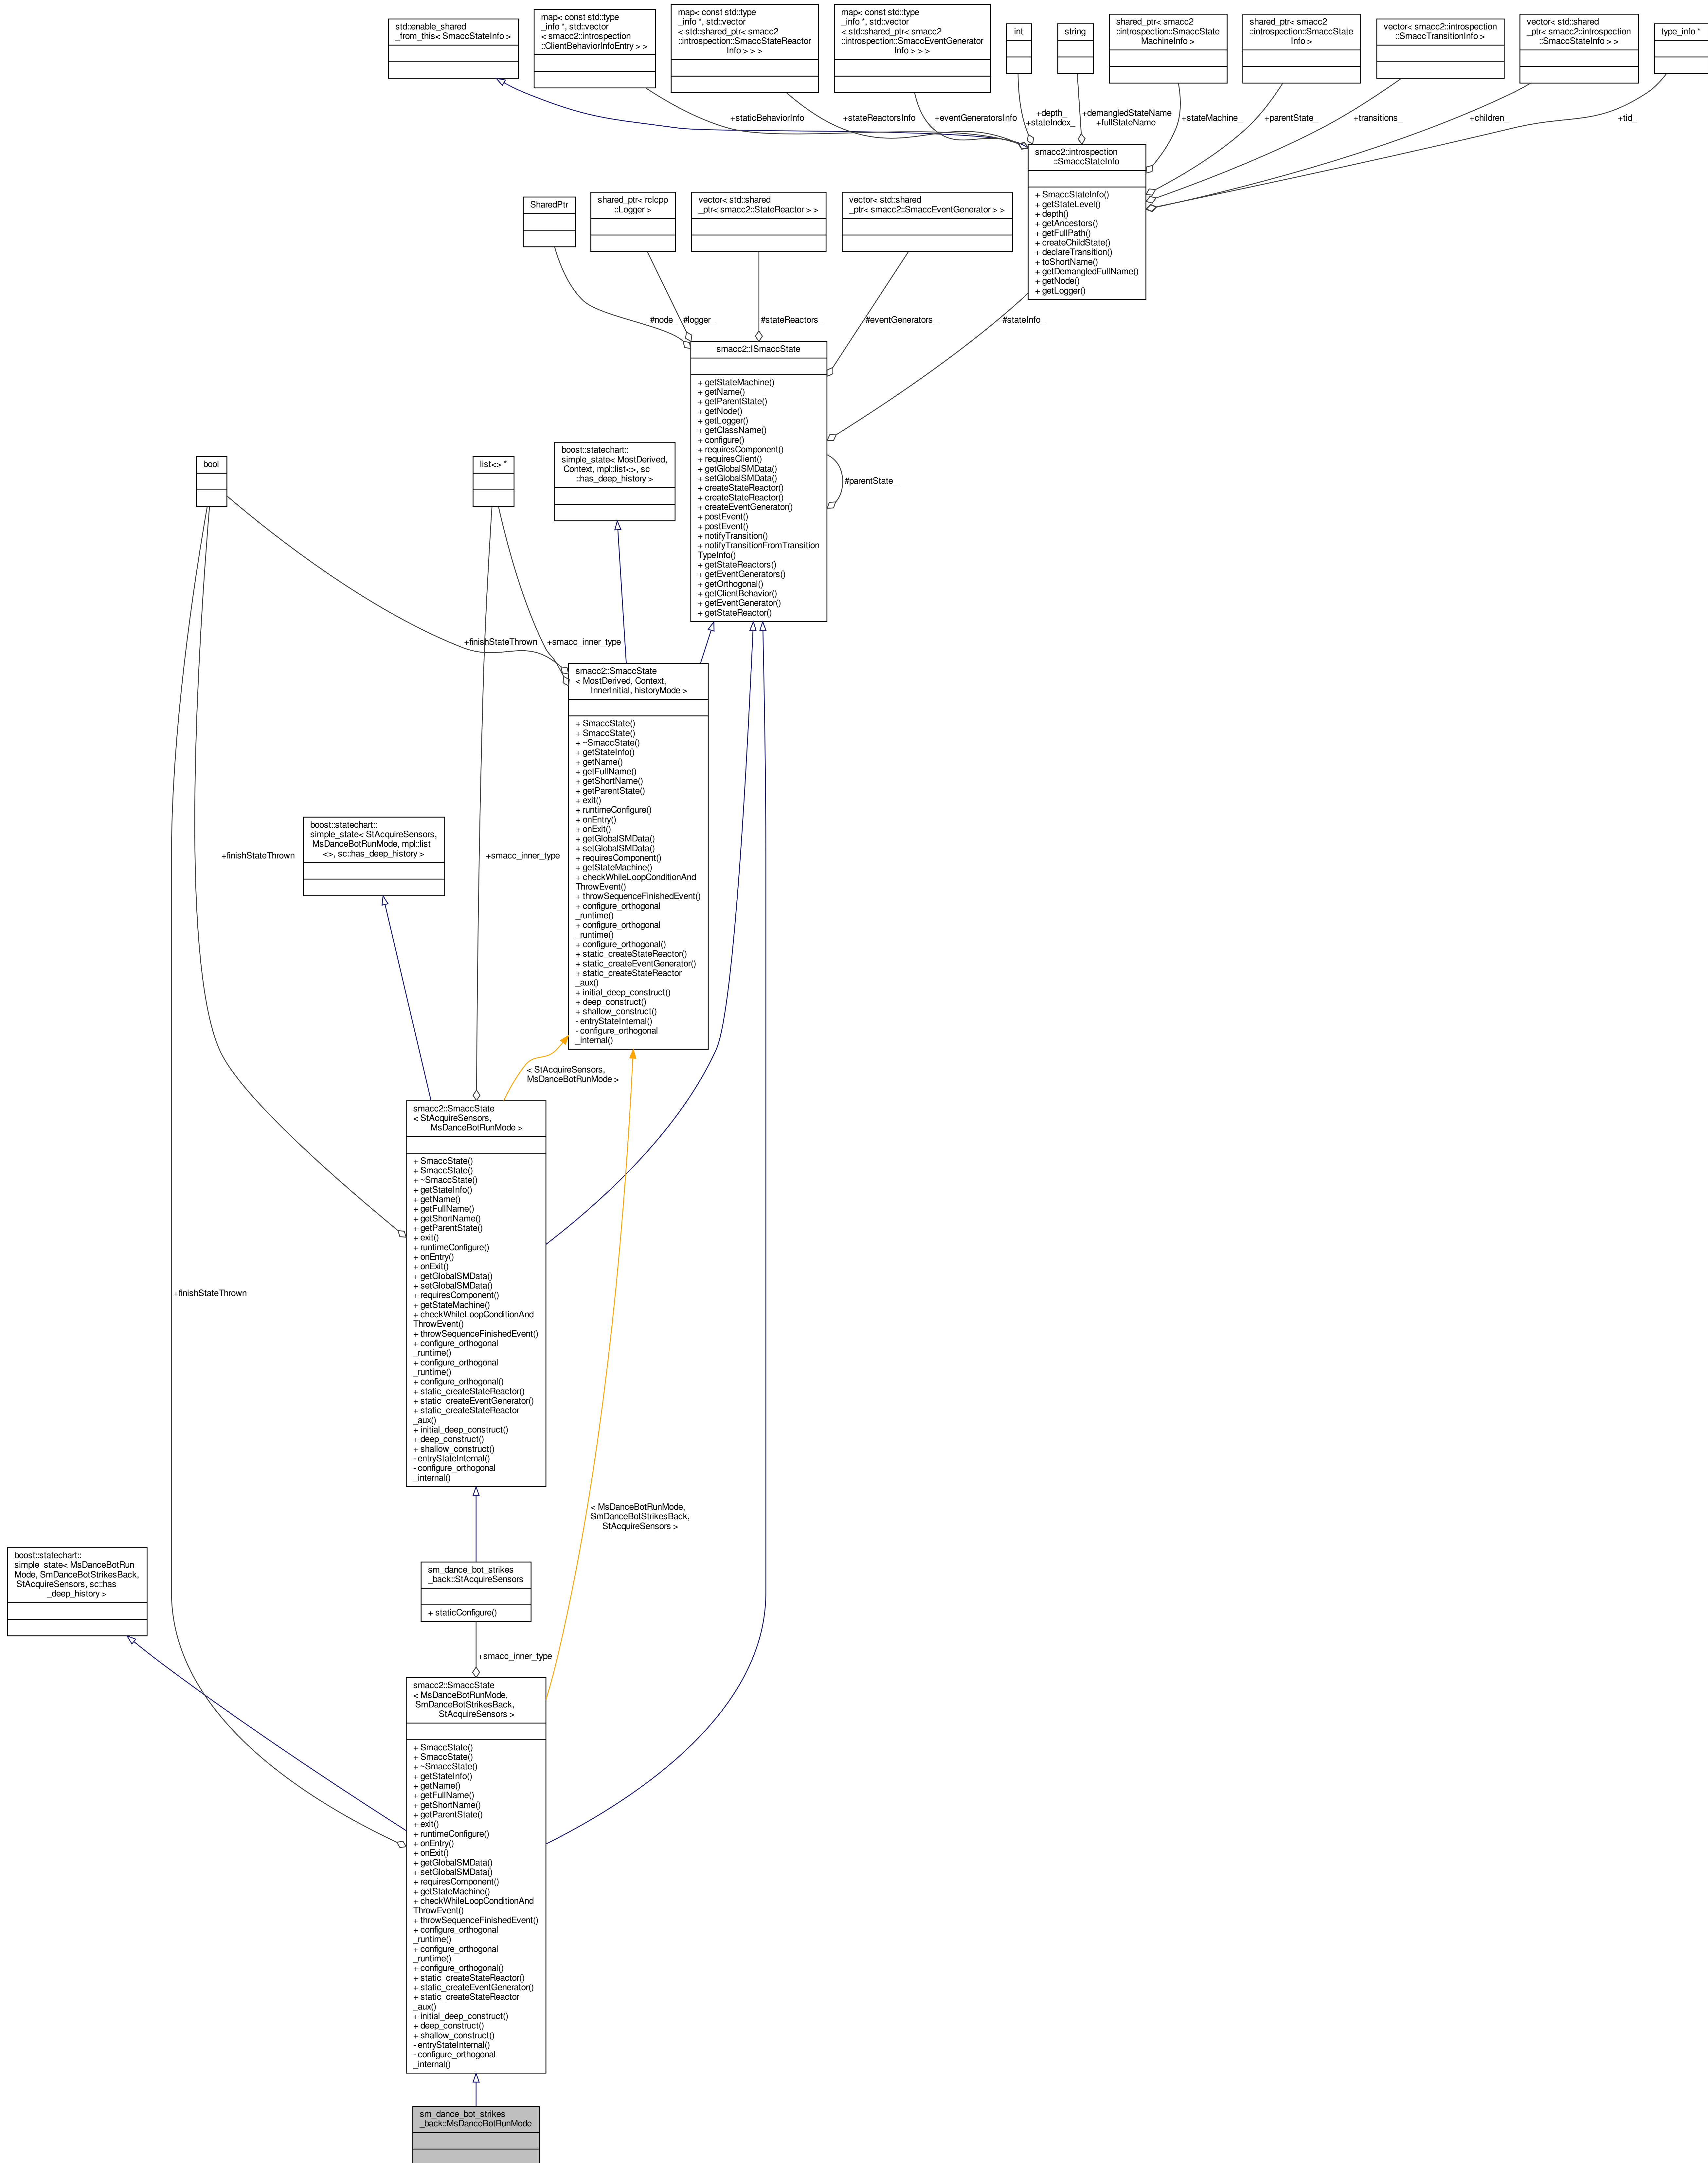 std::enable_shared
_from_this< SmaccStateInfo >
map< const std::type
_info *, std::vector
< smacc2::introspection
::ClientBehaviorInfoEntry > >
map< const std::type
_info *, std::vector
< std::shared_ptr< smacc2
::introspection::SmaccStateReactor
Info > > >
map< const std::type
_info *, std::vector
< std::shared_ptr< smacc2
::introspection::SmaccEventGenerator
Info > > >
int
string
shared_ptr< smacc2
::introspection::SmaccState
MachineInfo >
shared_ptr< smacc2
::introspection::SmaccState
Info >
vector< smacc2::introspection
::SmaccTransitionInfo >
vector< std::shared
_ptr< smacc2::introspection
::SmaccStateInfo > >
type_info *
+staticBehaviorInfo
+stateReactorsInfo
+eventGeneratorsInfo
+depth_
+stateIndex_
+demangledStateName
+fullStateName
+stateMachine_
+parentState_
+transitions_
+children_
+tid_
smacc2::introspection
::SmaccStateInfo
+ SmaccStateInfo()
+ getStateLevel()
+ depth()
+ getAncestors()
+ getFullPath()
+ createChildState()
+ declareTransition()
+ toShortName()
+ getDemangledFullName()
+ getNode()
+ getLogger()
SharedPtr
shared_ptr< rclcpp
::Logger >
vector< std::shared
_ptr< smacc2::StateReactor > >
vector< std::shared
_ptr< smacc2::SmaccEventGenerator > >
#node_
#logger_
#stateReactors_
#eventGenerators_
#stateInfo_
smacc2::ISmaccState
+ getStateMachine()
+ getName()
+ getParentState()
+ getNode()
+ getLogger()
+ getClassName()
+ configure()
+ requiresComponent()
+ requiresClient()
+ getGlobalSMData()
+ setGlobalSMData()
+ createStateReactor()
+ createStateReactor()
+ createEventGenerator()
+ postEvent()
+ postEvent()
+ notifyTransition()
+ notifyTransitionFromTransition
TypeInfo()
+ getStateReactors()
+ getEventGenerators()
+ getOrthogonal()
+ getClientBehavior()
+ getEventGenerator()
+ getStateReactor()
#parentState_
bool
list<> *
boost::statechart::
simple_state< MostDerived,
Context, mpl::list<>, sc
::has_deep_history >
+finishStateThrown
+smacc_inner_type
smacc2::SmaccState
< MostDerived, Context,
InnerInitial, historyMode >
+ SmaccState()
+ SmaccState()
+ ~SmaccState()
+ getStateInfo()
+ getName()
+ getFullName()
+ getShortName()
+ getParentState()
+ exit()
+ runtimeConfigure()
+ onEntry()
+ onExit()
+ getGlobalSMData()
+ setGlobalSMData()
+ requiresComponent()
+ getStateMachine()
+ checkWhileLoopConditionAnd
ThrowEvent()
+ throwSequenceFinishedEvent()
+ configure_orthogonal
_runtime()
+ configure_orthogonal
_runtime()
+ configure_orthogonal()
+ static_createStateReactor()
+ static_createEventGenerator()
+ static_createStateReactor
_aux()
+ initial_deep_construct()
+ deep_construct()
+ shallow_construct()
- entryStateInternal()
- configure_orthogonal
_internal()
boost::statechart::
simple_state< StAcquireSensors,
MsDanceBotRunMode, mpl::list
<>, sc::has_deep_history >
+finishStateThrown
+smacc_inner_type
< StAcquireSensors,
MsDanceBotRunMode >
smacc2::SmaccState
< StAcquireSensors,
MsDanceBotRunMode >
+ SmaccState()
+ SmaccState()
+ ~SmaccState()
+ getStateInfo()
+ getName()
+ getFullName()
+ getShortName()
+ getParentState()
+ exit()
+ runtimeConfigure()
+ onEntry()
+ onExit()
+ getGlobalSMData()
+ setGlobalSMData()
+ requiresComponent()
+ getStateMachine()
+ checkWhileLoopConditionAnd
ThrowEvent()
+ throwSequenceFinishedEvent()
+ configure_orthogonal
_runtime()
+ configure_orthogonal
_runtime()
+ configure_orthogonal()
+ static_createStateReactor()
+ static_createEventGenerator()
+ static_createStateReactor
_aux()
+ initial_deep_construct()
+ deep_construct()
+ shallow_construct()
- entryStateInternal()
- configure_orthogonal
_internal()
+finishStateThrown
< MsDanceBotRunMode,
SmDanceBotStrikesBack,
StAcquireSensors >
boost::statechart::
simple_state< MsDanceBotRun
Mode, SmDanceBotStrikesBack,
StAcquireSensors, sc::has
_deep_history >
sm_dance_bot_strikes
_back::StAcquireSensors
+ staticConfigure()
+smacc_inner_type
smacc2::SmaccState
< MsDanceBotRunMode,
SmDanceBotStrikesBack,
StAcquireSensors >
+ SmaccState()
+ SmaccState()
+ ~SmaccState()
+ getStateInfo()
+ getName()
+ getFullName()
+ getShortName()
+ getParentState()
+ exit()
+ runtimeConfigure()
+ onEntry()
+ onExit()
+ getGlobalSMData()
+ setGlobalSMData()
+ requiresComponent()
+ getStateMachine()
+ checkWhileLoopConditionAnd
ThrowEvent()
+ throwSequenceFinishedEvent()
+ configure_orthogonal
_runtime()
+ configure_orthogonal
_runtime()
+ configure_orthogonal()
+ static_createStateReactor()
+ static_createEventGenerator()
+ static_createStateReactor
_aux()
+ initial_deep_construct()
+ deep_construct()
+ shallow_construct()
- entryStateInternal()
- configure_orthogonal
_internal()
sm_dance_bot_strikes
_back::MsDanceBotRunMode